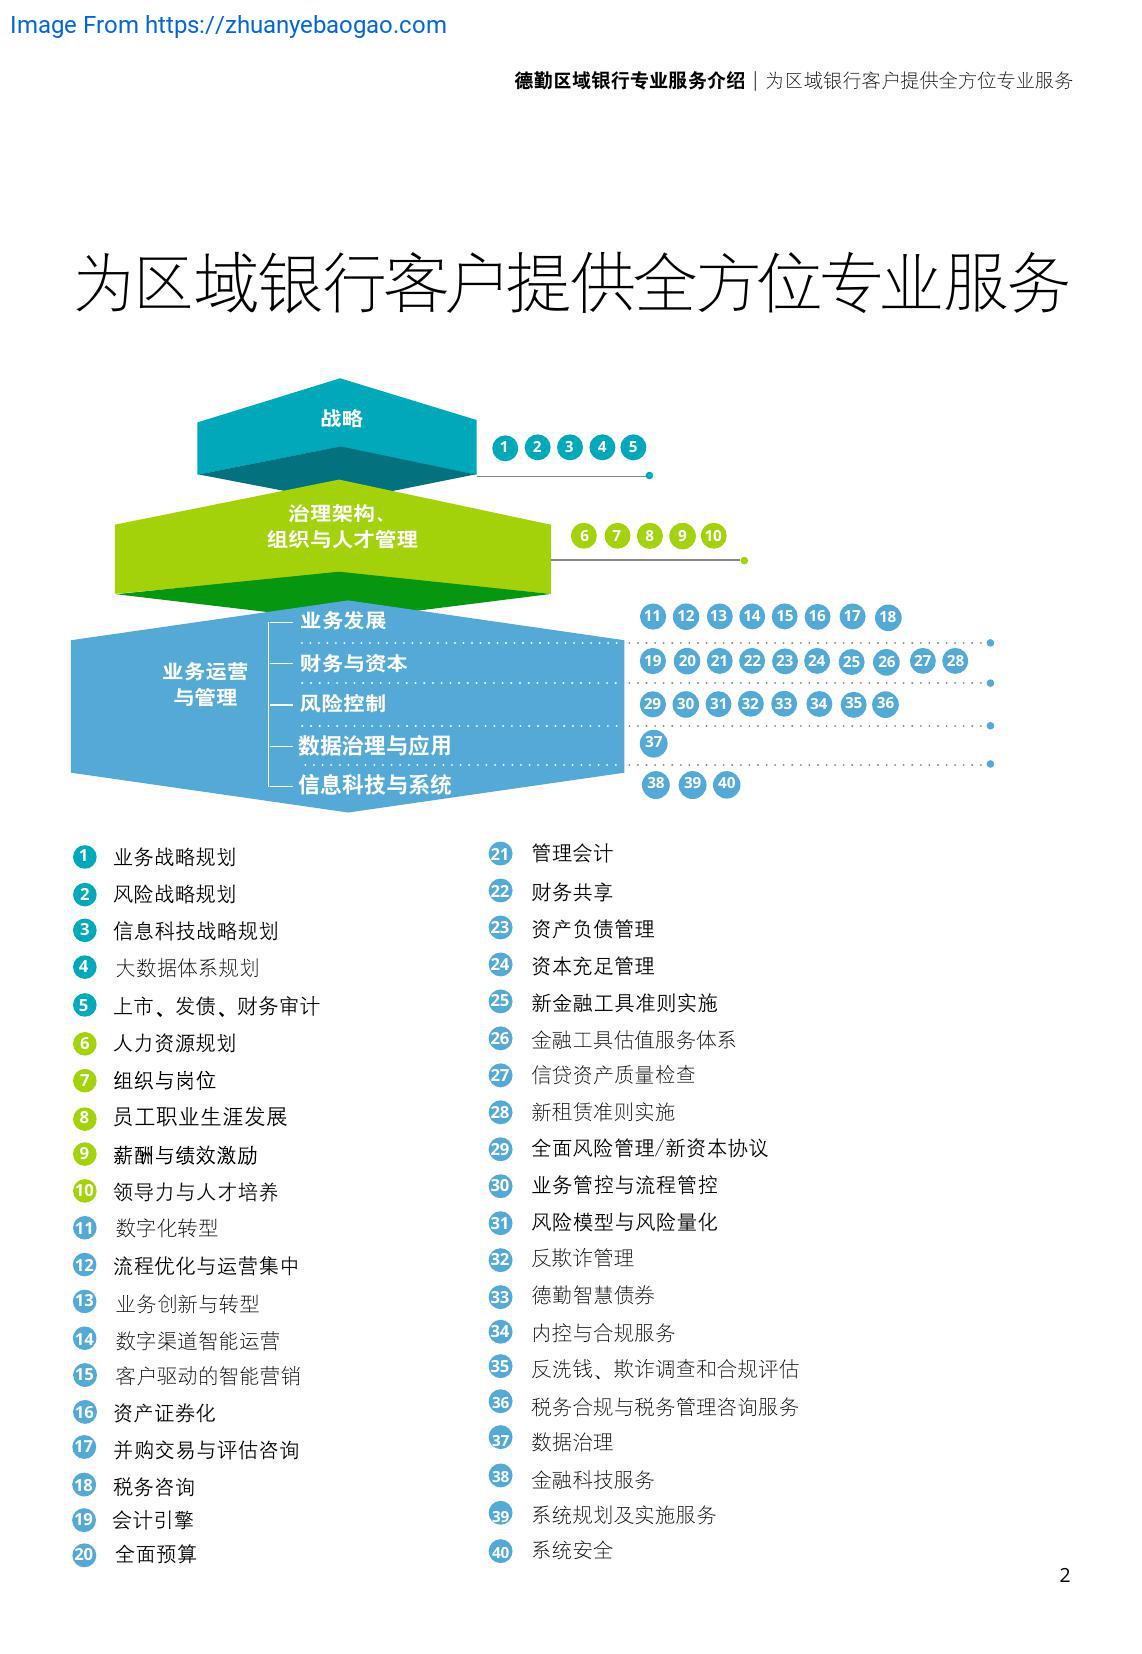 Image From https://zhuanyebaogao.com
德勤区域银行专业服务介绍 | 为区域银行客户提供全方位专业服务
为区域银行客户提供全方位专业服务
战略
1 2 3 4 5
治理架构、
组织与人才管理
6 7 8 9 10
业务运营
与管理
业务发展
11 12 13 14 15 16 17 18
财务与资本
19 20 21 22 23 24 25 26 27 28
风险控制
29 30 31 32 33 34 35 36
数据治理与应用
37
信息科技与系统
38 39 40
1 业务战略规划
2 风险战略规划
3 信息科技战略规划
4 大数据体系规划
5 上市、发债、财务审计
6 人力资源规划
7 组织与岗位
8 员工职业生涯发展
9 薪酬与绩效激励
10 领导力与人才培养
11 数字化转型
12 流程优化与运营集中
13 业务创新与转型
14 数字渠道智能运营
15 客户驱动的智能营销
16 资产证券化
17 并购交易与评估咨询
18 税务咨询
19 会计引擎
20 全面预算
21 管理会计
22 财务共享
23 资产负债管理
24 资本充足管理
25 新金融工具准则实施
26 金融工具估值服务体系
27 信贷资产质量检查
28 新租赁准则实施
29 全面风险管理/新资本协议
30 业务管控与流程管控
31 风险模型与风险量化
32 反欺诈管理
33 德勤智慧债券
34 内控与合规服务
35 反洗钱、欺诈调查和合规评估
36 税务合规与税务管理咨询服务
37 数据治理
38 金融科技服务
39 系统规划及实施服务
40 系统安全
2